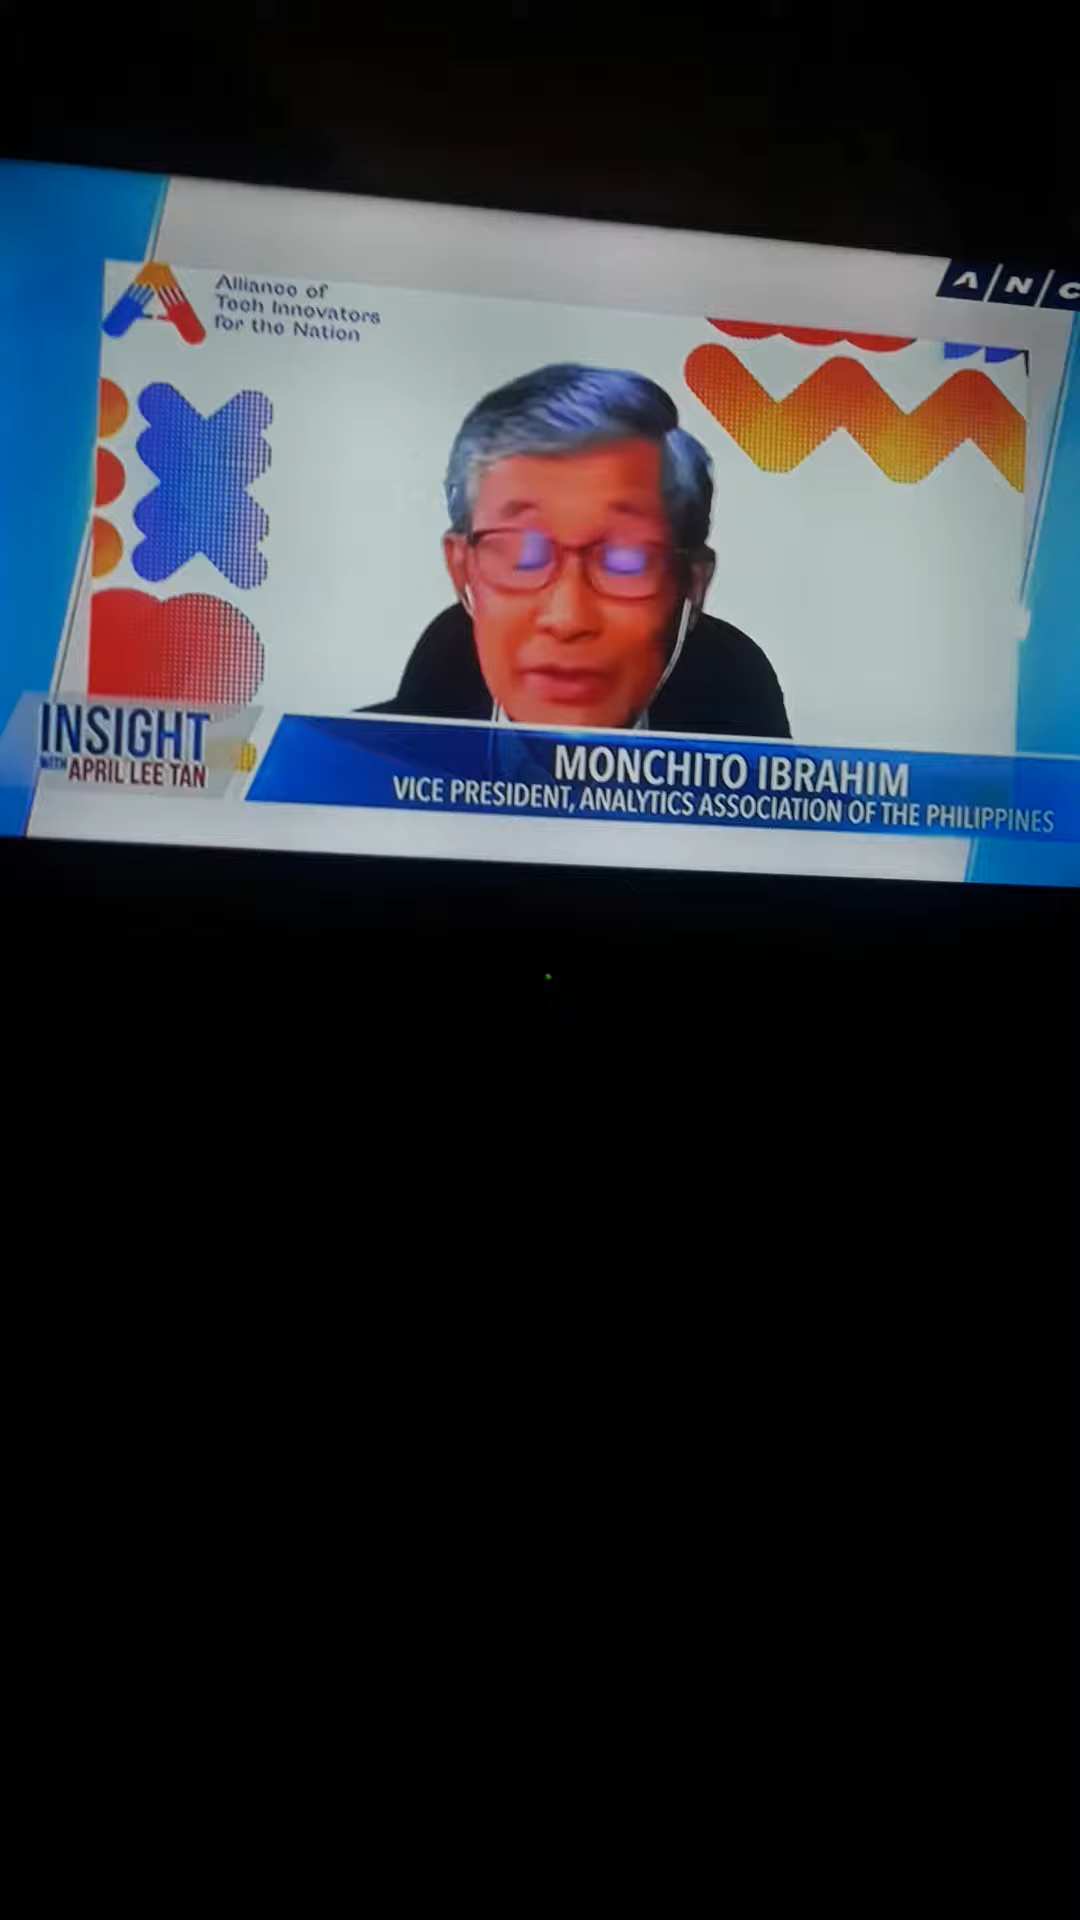 Alliance of
Tech Innovators
for the Nation
ANC
INSIGHT
WITH APRIL LEE TAN
MONCHITO IBRAHIM
VICE PRESIDENT, ANALYTICS ASSOCIATION OF THE PHILIPPINES